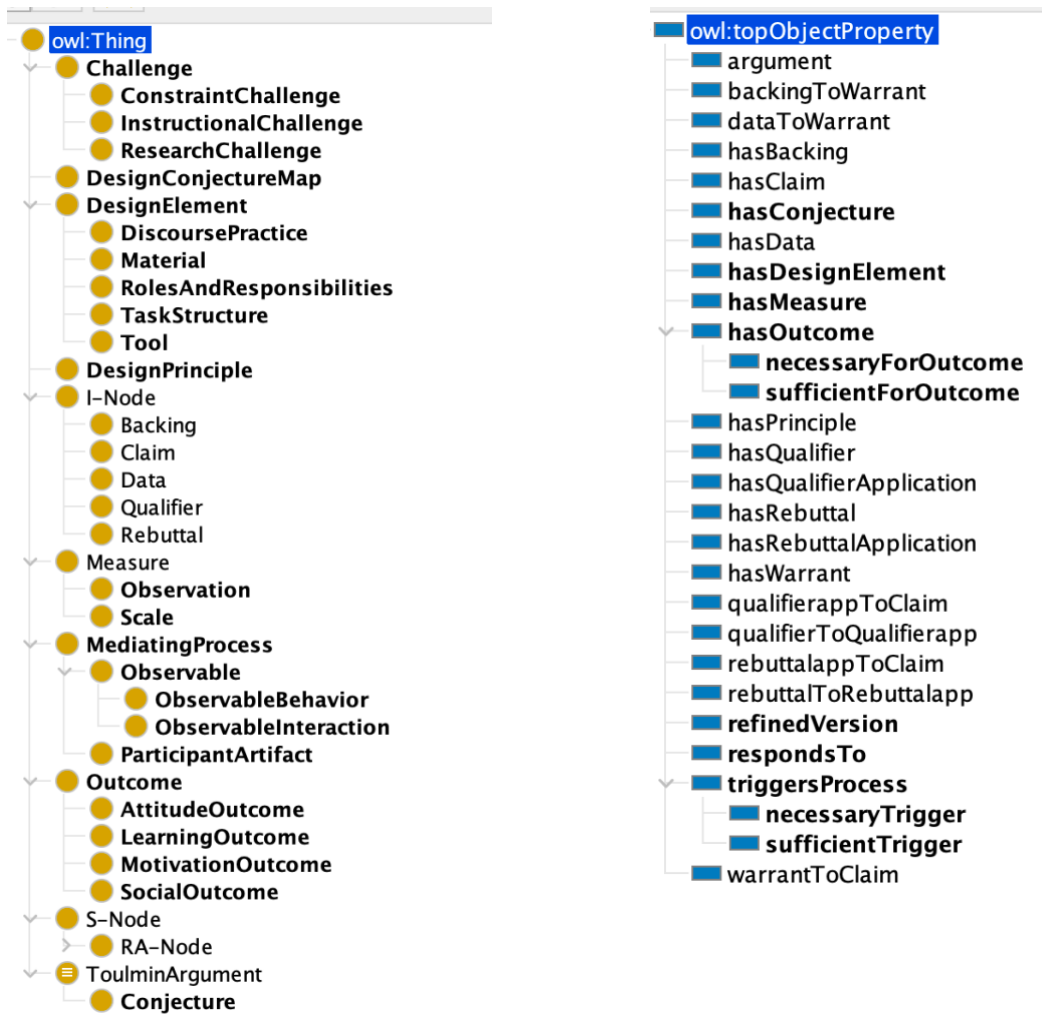 owl:Thing
Challenge
ConstraintChallenge
InstructionalChallenge
ResearchChallenge
DesignConjectureMap
DesignElement
DiscoursePractice
Material
RolesAndResponsibilities
TaskStructure
Tool
DesignPrinciple
I-Node
Backing
Claim
Data
Qualifier
Rebuttal
Measure
Observation
Scale
MediatingProcess
Observable
ObservableBehavior
ObservableInteraction
ParticipantArtifact
Outcome
AttitudeOutcome
LearningOutcome
MotivationOutcome
SocialOutcome
S-Node
RA-Node
ToulminArgument
Conjecture
owl:topObjectProperty
argument
backingToWarrant
dataToWarrant
hasBacking
hasClaim
hasConjecture
hasData
hasDesignElement
hasMeasure
hasOutcome
necessaryForOutcome
sufficientForOutcome
hasPrinciple
hasQualifier
hasQualifierApplication
hasRebuttal
hasRebuttalApplication
hasWarrant
qualifierappToClaim
qualifierToQualifierapp
rebuttalappToClaim
rebuttalToRebuttalapp
refinedVersion
respondsTo
triggersProcess
necessaryTrigger
sufficientTrigger
warrantToClaim